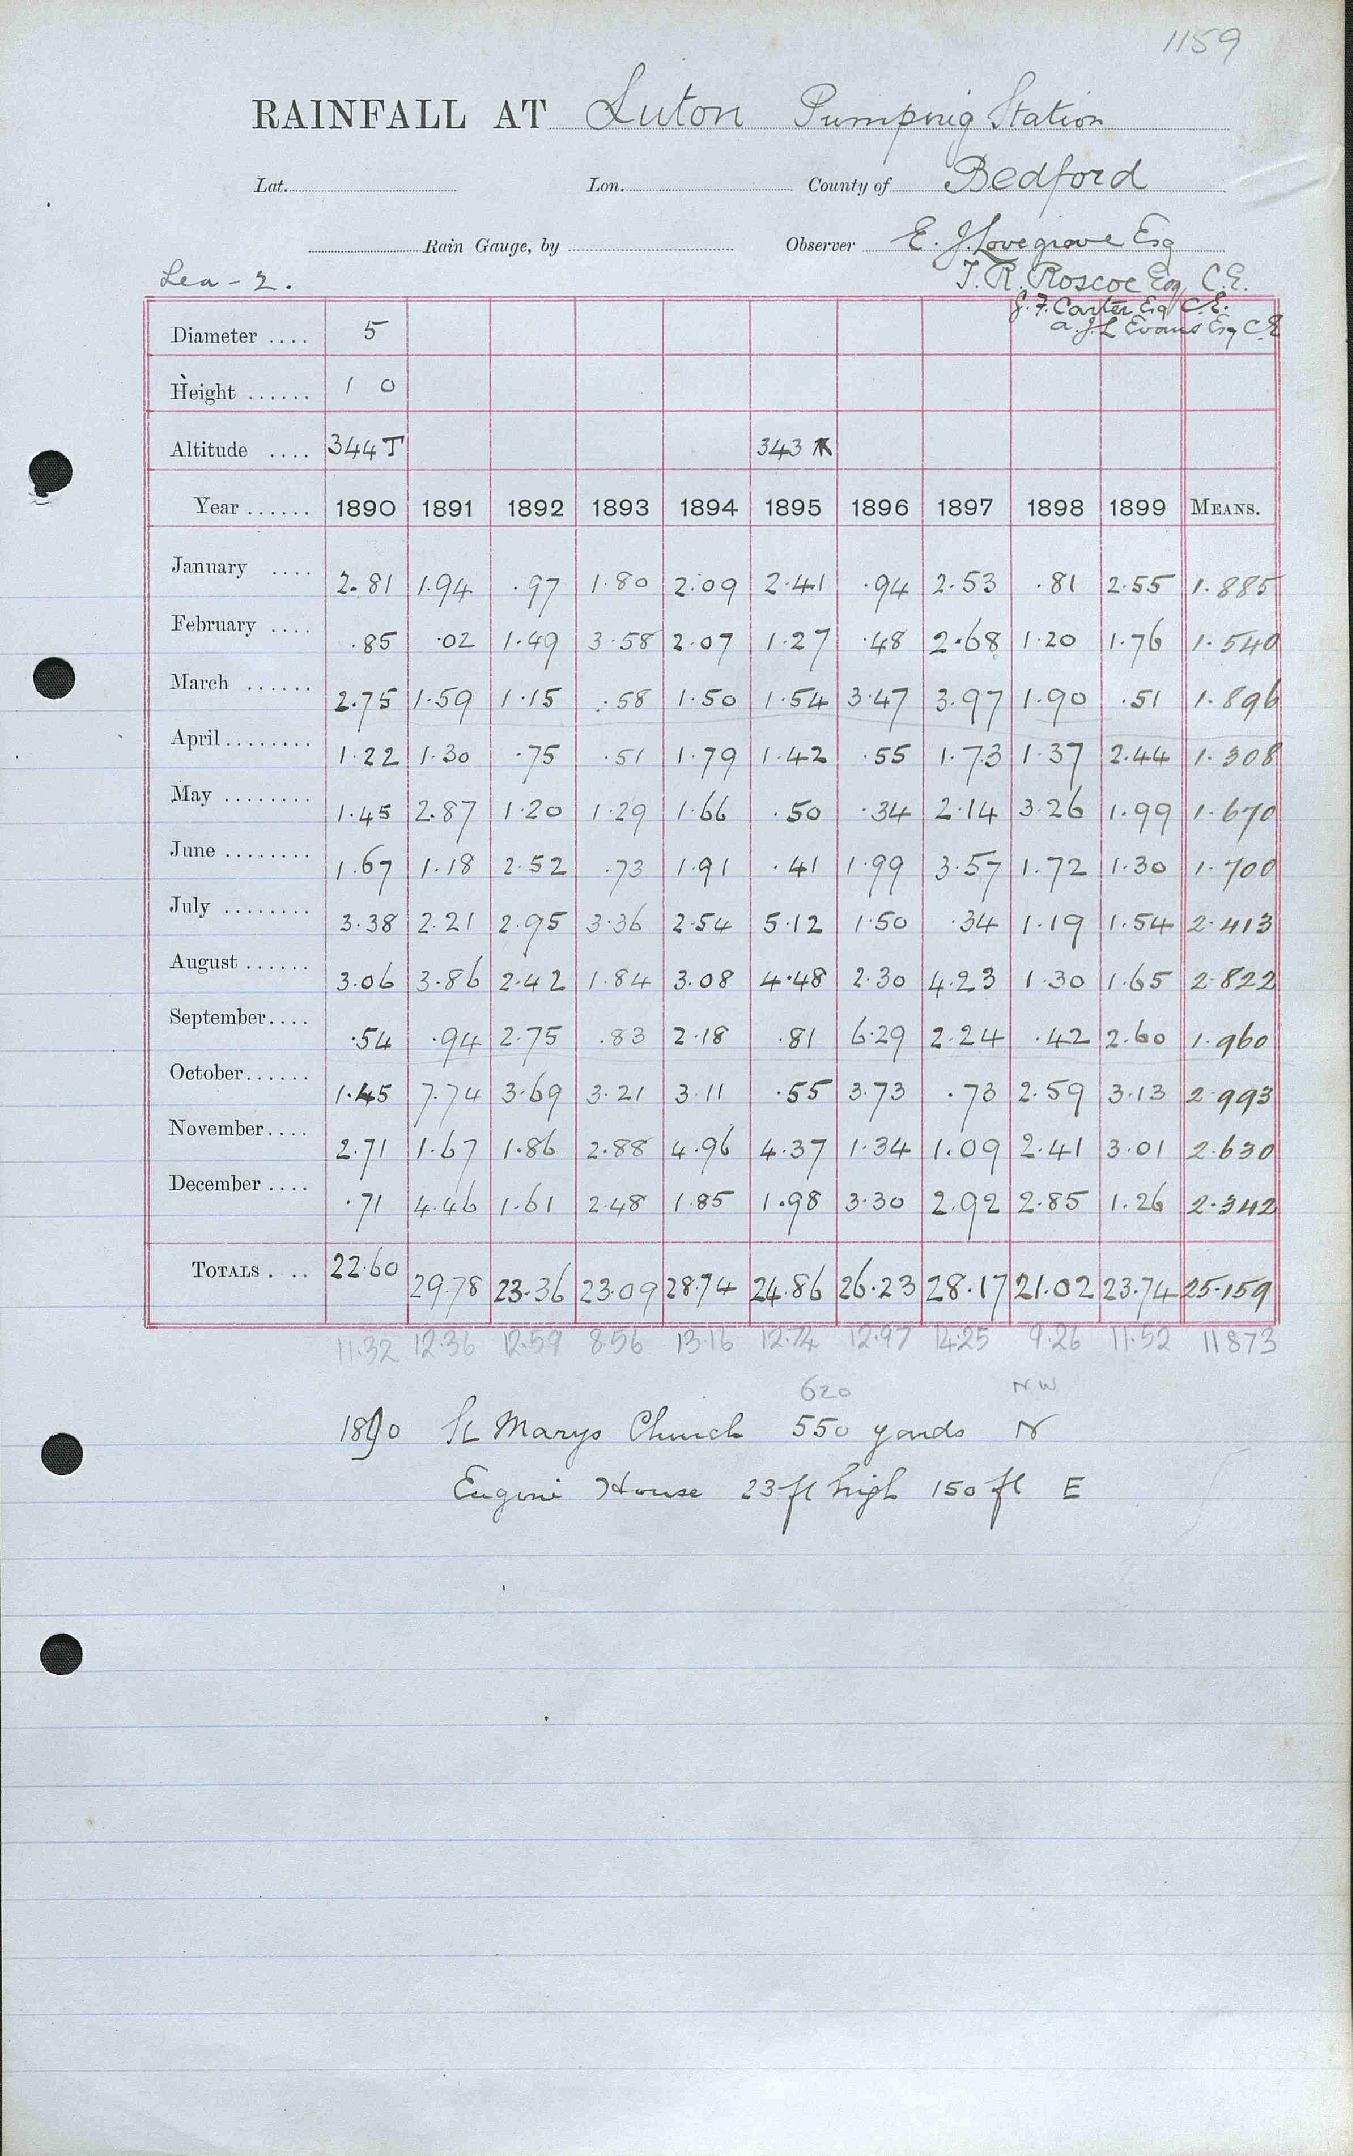 1159
RAINFALL AT Luton Pumping Station
Lat. Lon. County of Bedford
Rain Gauge, by Observer E. J. Lovegrove Esq
Lea - 2. T. R. Roscoe Esq C.E.
J. F. Carter Esq C.E.
a. J. L Evans Esq C.E
Diameter .... 5
Height ...... 1 0
Altitude .... 344 T 343
Year ...... 1890 1891 1892 1893 1894 1895 1896 1897 1898 1899 MEANS.
January .... 2.81 1.94 .97 1.80 2.09 2.41 .94 2.53 .81 2.55 1.885
February .... .85 .02 1.49 3.58 2.07 1.27 .48 2.68 1.20 1.76 1.540
March ...... 2.75 1.59 1.15 .58 1.50 1.54 3.47 3.97 1.90 .51 1.896
April ........ 1.22 1.30 .75 .51 1.79 1.42 .55 1.73 1.37 2.44 1.308
May ........ 1.45 2.87 1.20 1.29 1.66 .50 .34 2.14 3.26 1.99 1.670
June ........ 1.67 1.18 2.52 .73 1.91 .41 1.99 3.57 1.72 1.30 1.700
July ........ 3.38 2.21 2.95 3.36 2.54 5.12 1.50 .34 1.19 1.54 2.413
August ...... 3.06 3.86 2.42 1.84 3.08 4.48 2.30 4.23 1.30 1.65 2.822
September .... .54 .94 2.75 .83 2.18 .81 6.29 2.24 .42 2.60 1.960
October ...... 1.45 7.74 3.69 3.21 3.11 .55 3.73 .73 2.59 3.13 2.993
November .... 2.71 1.67 1.86 2.88 4.96 4.37 1.34 1.09 2.41 3.01 2.630
December .... .71 4.46 1.61 2.48 1.85 1.98 3.30 2.92 2.85 1.26 2.342
TOTALS . .. 22.60 29.78 23.36 23.09 28.74 24.86 26.23 28.17 21.02 23.74 25.159
11.32 12.36 12.59 8.56 13.16 12.74 12.97 14.25 9.26 11.52 11873
620 NW
1890 St Marys Church 550 yards N
Engine House 23 ft high 150 ft E